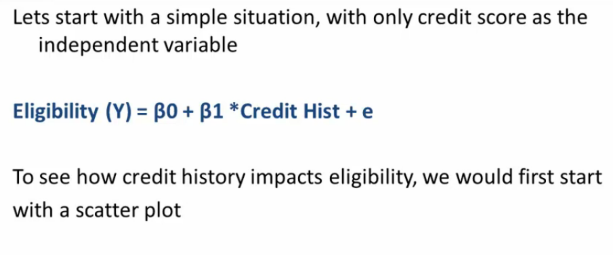 Lets start with a simple situation, with only credit score as the
independent variable
Eligibility (Y) = β0 + β1 *Credit Hist + e
To see how credit history impacts eligibility, we would first start
with a scatter plot